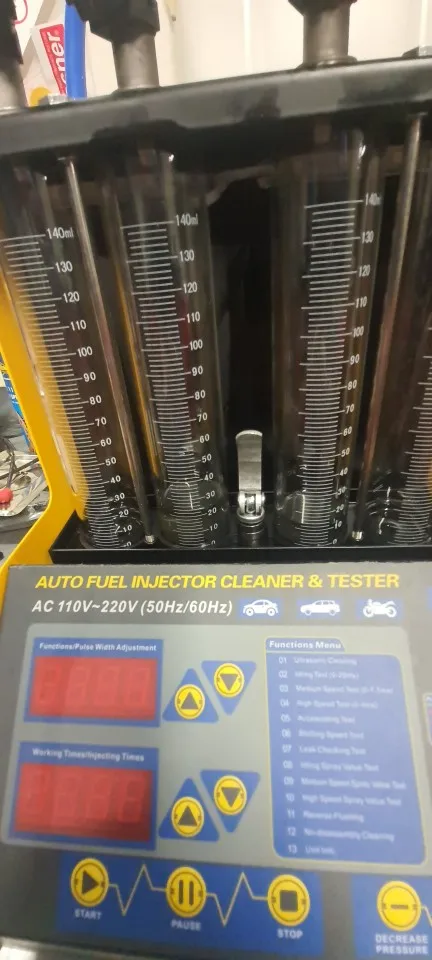 ner
140ml
130
120
110
100
90
80
70
60
50
40
30
20
10
140ml
130
120
110
100
90
80
70
60
50
40
30
20
10
140
130
120
110
100
90
80
70
60
50
40
30
20
10
AUTO FUEL INJECTOR CLEANER & TESTER
AC 110V~220V (50Hz/60Hz)
Functions/Pulse Width Adjustment
Functions Menu
01 Ultrasonic Cleaning
02 Idling Test
03 Medium Speed Test
04 High Speed Test
05 Accelerating Test
06 Speed Test
07 Leak Checking Test
08 Idling Spray Value Test
09 Medium Speed Spray Value Test
10 High Speed Spray Value Test
11 Reverse Flushing
12 No-disassembly Cleaning
13
Working Times/Injecting Times
START
PAUSE
STOP
DECREASE
PRESSURE